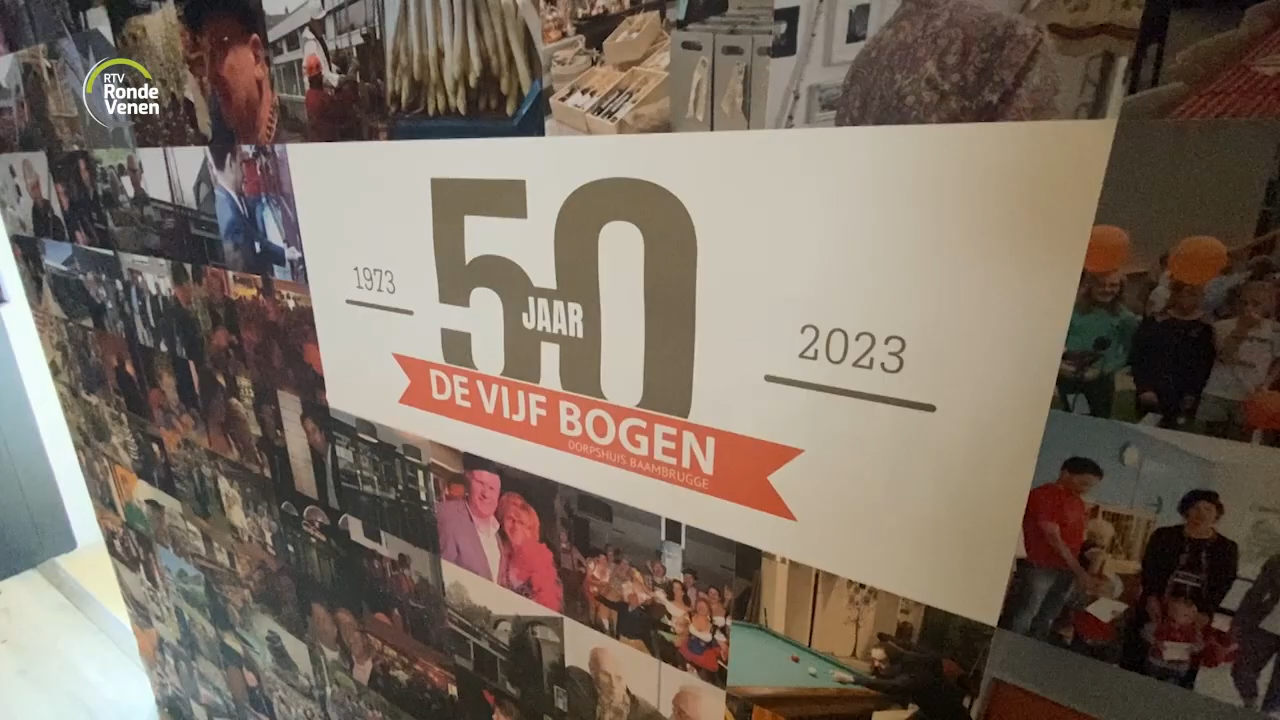 RTV
Ronde
Venen
1973
50
JAAR
2023
DE VIJF BOGEN
DORPSHUIS BAAMBRUGGE